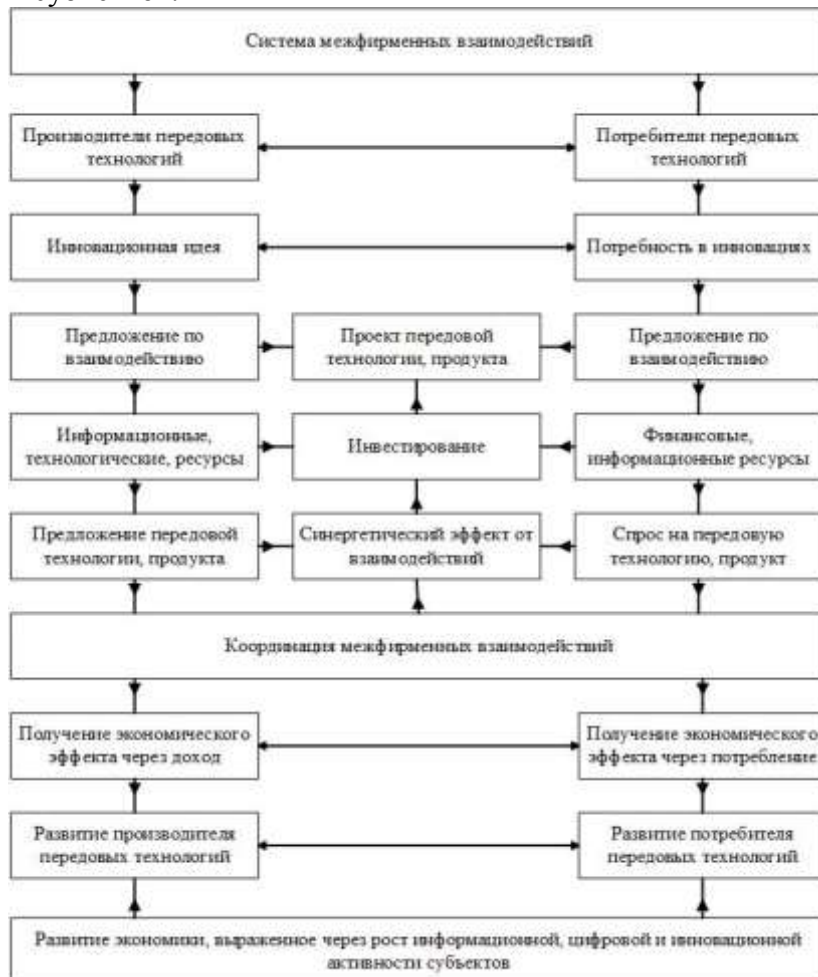 Система межфирменных взаимодействий
Производители передовых
технологий
Потребители передовых
технологий
Инновационная идея
Потребность в инновациях
Предложение по
взаимодействию
Проект передовой
технологии, продукта
Предложение по
взаимодействию
Информационные,
технологические, ресурсы
Инвестирование
Финансовые,
информационные ресурсы
Предложение передовой
технологии, продукта
Синергетический эффект от
взаимодействий
Спрос на передовую
технологию, продукт
Координация межфирменных взаимодействий
Получение экономического
эффекта через доход
Получение экономического
эффекта через потребление
Развитие производителя
передовых технологий
Развитие потребителя
передовых технологий
Развитие экономики, выраженное через рост информационной, цифровой и инновационной
активности субъектов